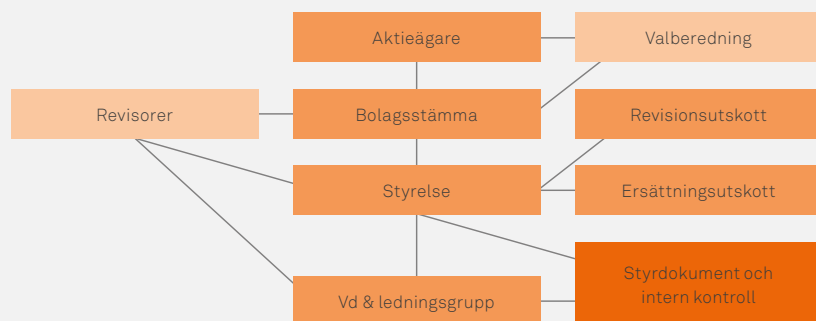 Aktieägare
Valberedning
Revisorer
Bolagsstämma
Revisionsutskott
Styrelse
Ersättningsutskott
Styrdokument och
intern kontroll
Vd & ledningsgrupp